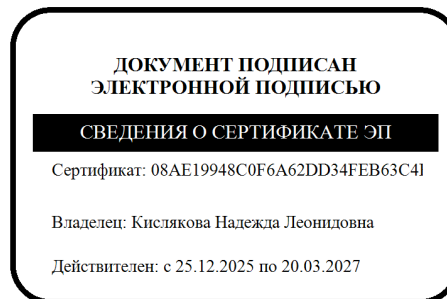 ДОКУМЕНТ ПОДПИСАН
ЭЛЕКТРОННОЙ ПОДПИСЬЮ
СВЕДЕНИЯ О СЕРТИФИКАТЕ ЭП
Сертификат: 08AE19948C0F6A62DD34FEB63C4
Владелец: Кислякова Надежда Леонидовна
Действителен: с 25.12.2025 по 20.03.2027